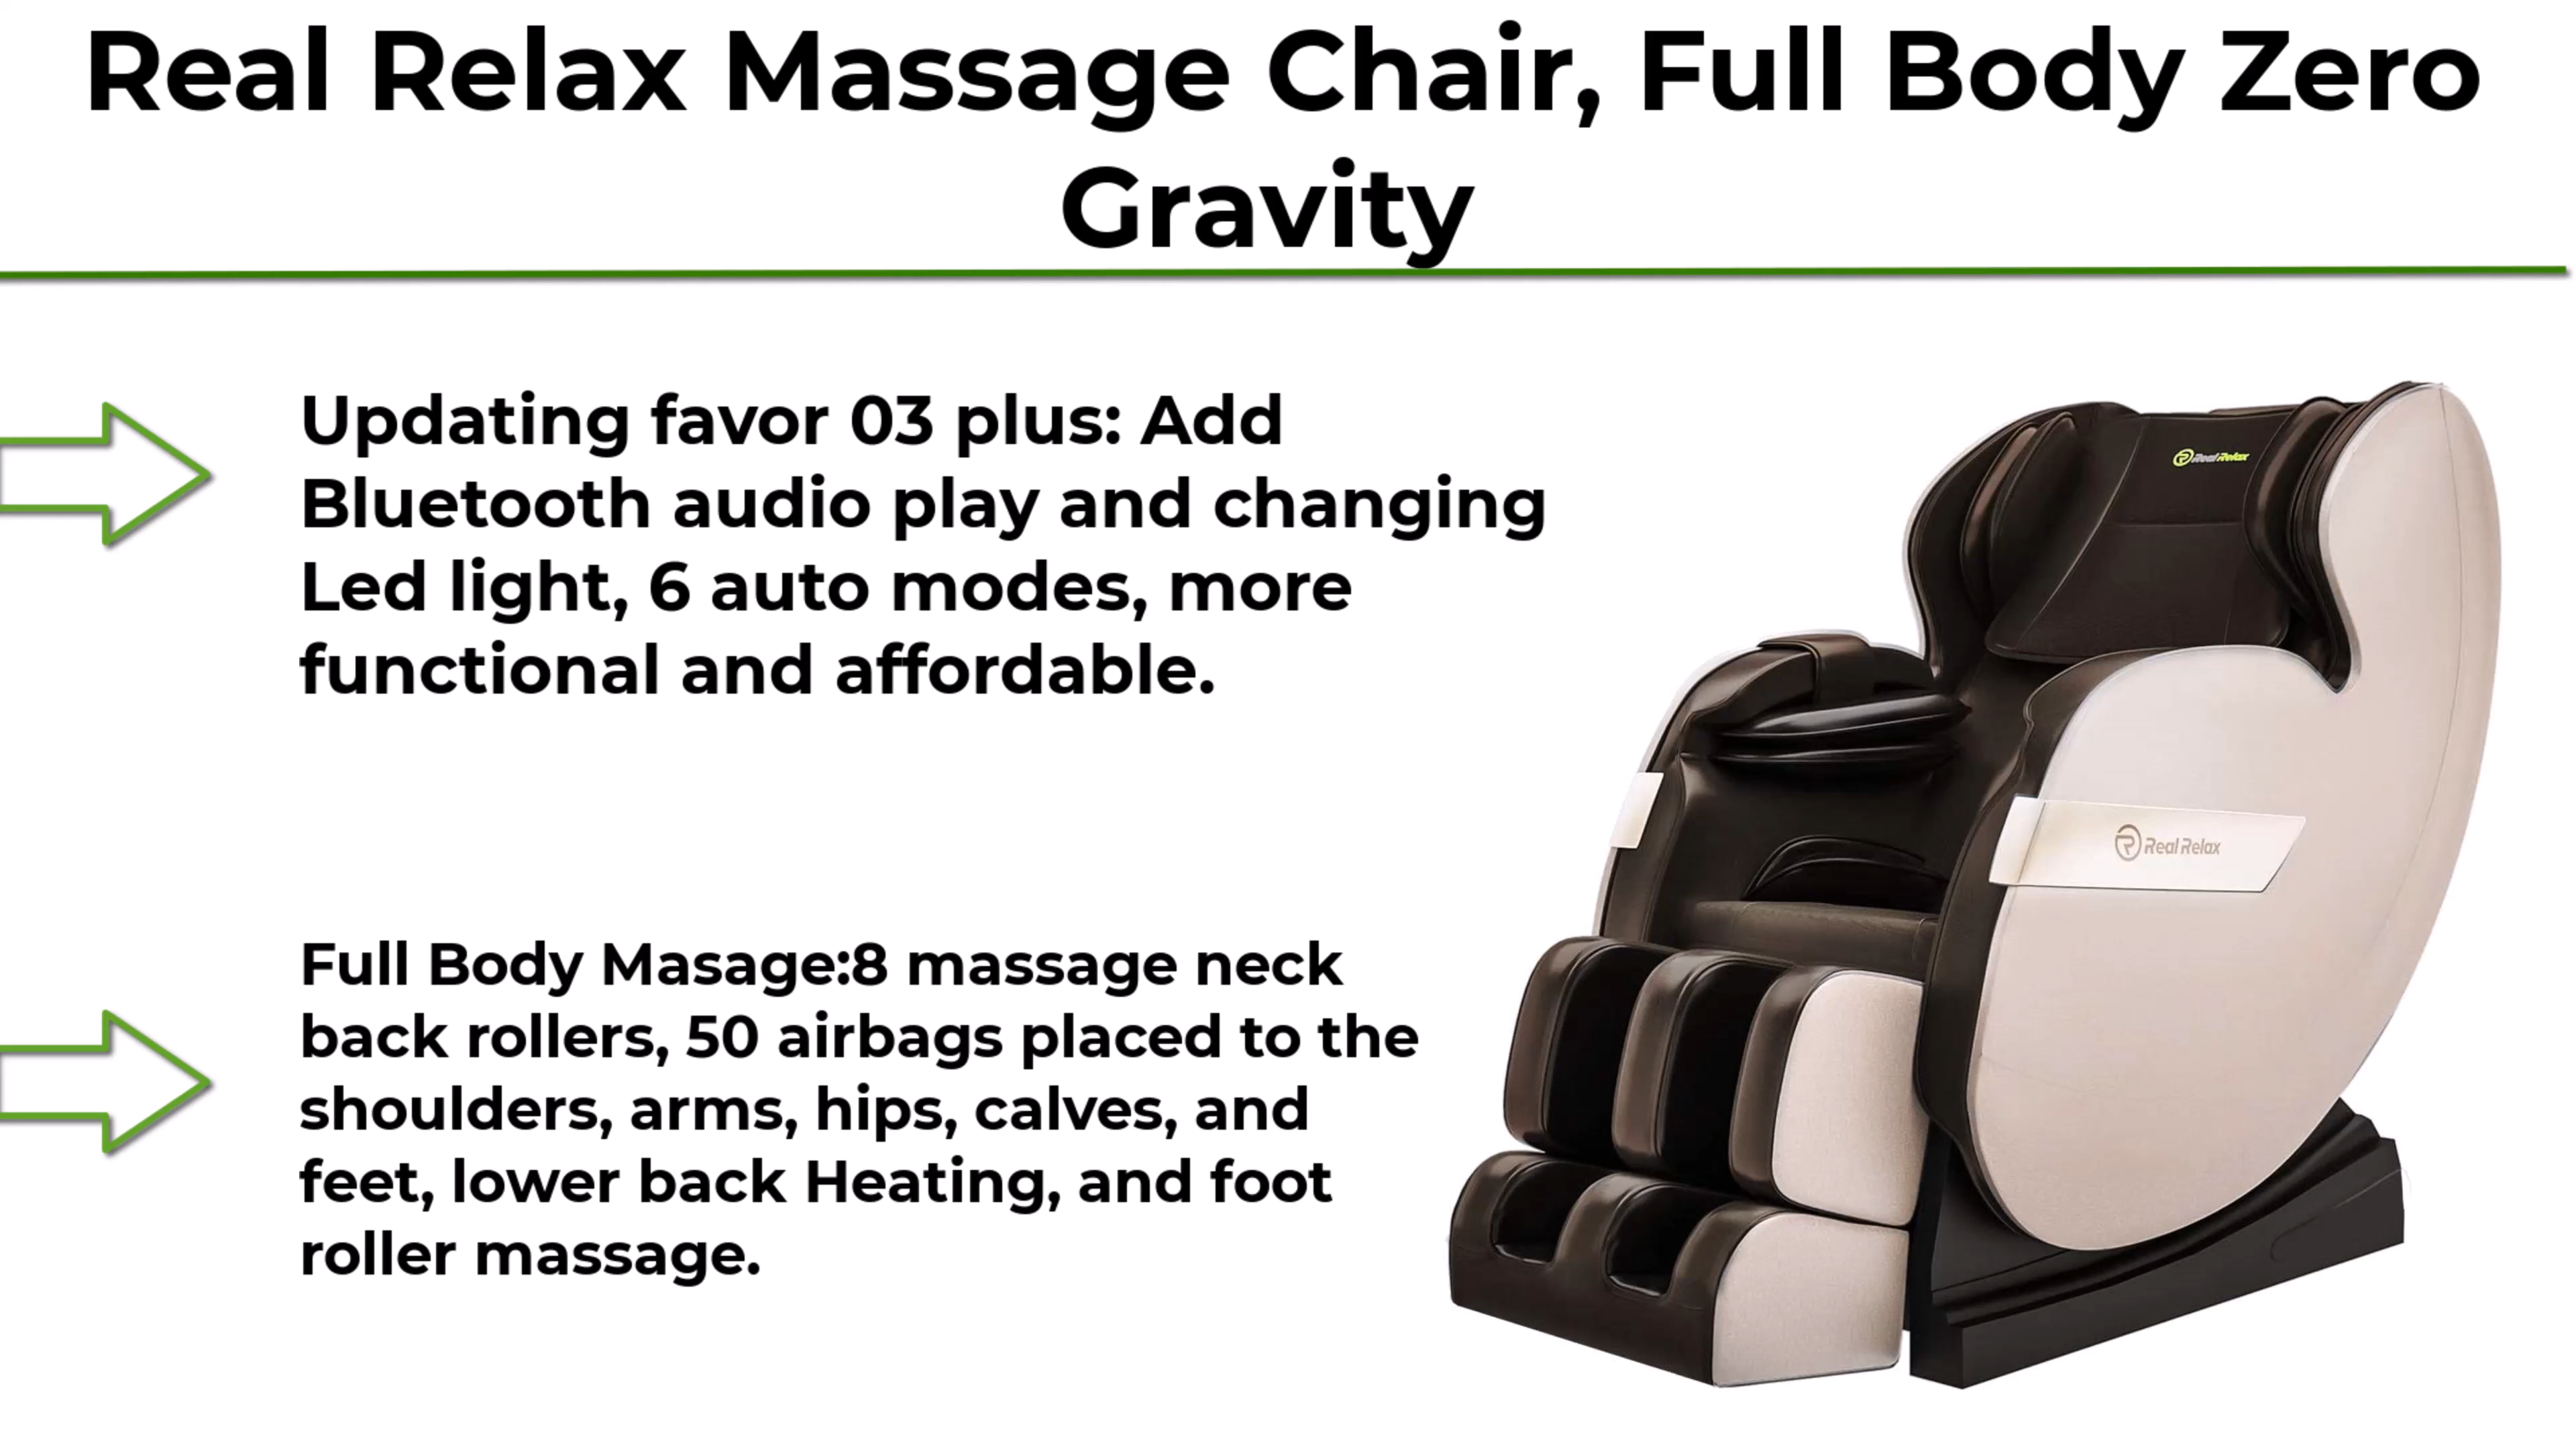 Real Relax Massage Chair, Full Body Zero
Gravity
Updating favor 03 plus: Add
Bluetooth audio play and changing
Led light, 6 auto modes, more
functional and affordable.
Full Body Masage:8 massage neck
back rollers, 50 airbags placed to the
shoulders, arms, hips, calves, and
feet, lower back Heating, and foot
roller massage.
Real Relax
Real Relax